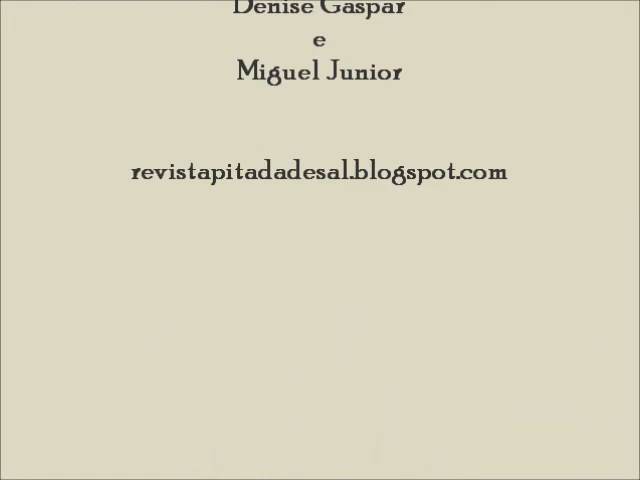 Denise Gaspar
e
Miguel Junior
revistapitadadesal.blogspot.com